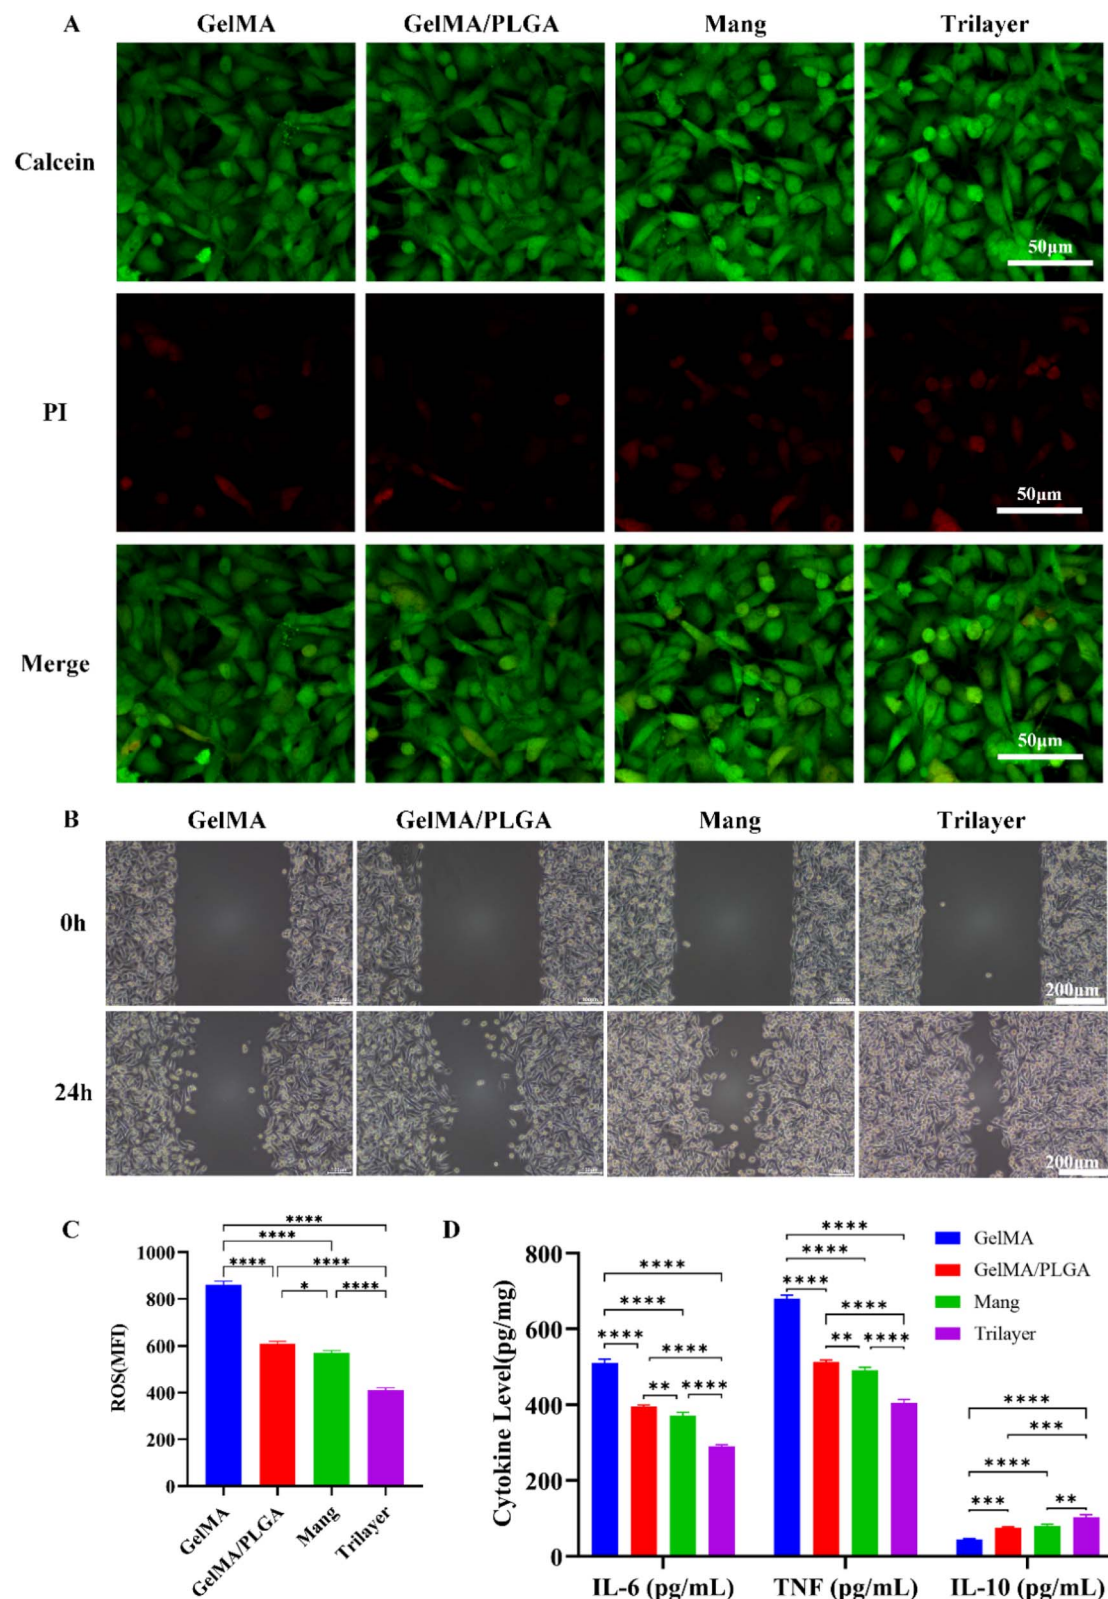 A GelMA GelMA/PLGA Mang Trilayer
Calcein
50μm
PI
50μm
Merge
50μm
B GelMA GelMA/PLGA Mang Trilayer
0h
200μm
24h
200μm
C
**** 
****
**** ****
* ****
ROS(MFI)
1000
800
600
400
200
0
GelMA
GelMA/PLGA
Mang
Trilayer
D
GelMA
GelMA/PLGA
Mang
Trilayer
Cytokine Level(pg/mg)
800
600
400
200
0
****
****
****
****
** ****
****
****
****
****
** ****
****
***
****
***
**
IL-6 (pg/mL) TNF (pg/mL) IL-10 (pg/mL)